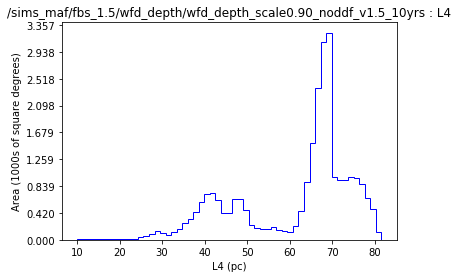 /sims_maf/fbs_1.5/wfd_depth/wfd_depth_scale0.90_noddf_v1.5_10yrs : L4
Area (1000s of square degrees)
3.357
2.938
2.518
2.098
1.679
1.259
0.839
0.420
0.000
10 20 30 40 50 60 70 80
L4 (pc)